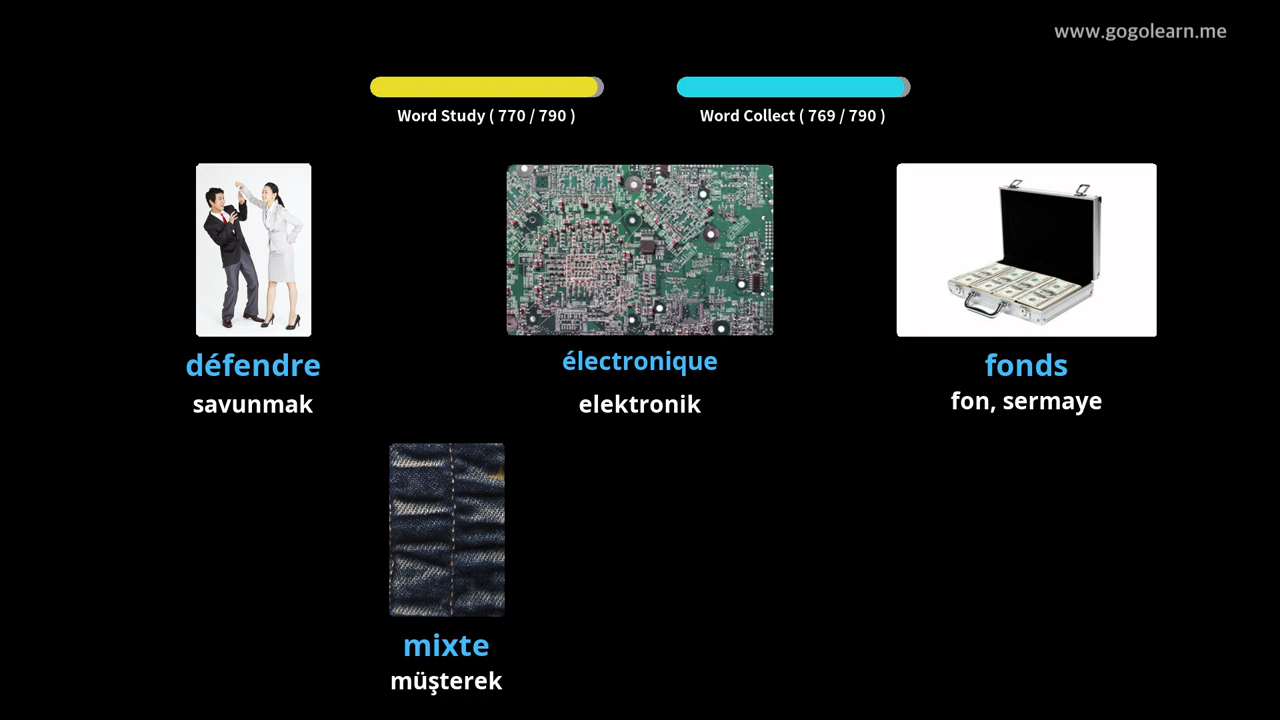 www.gogolearn.me
Word Study ( 770 / 790 )
Word Collect ( 769 / 790 )
défendre
savunmak
électronique
elektronik
fonds
fon, sermaye
mixte
müşterek